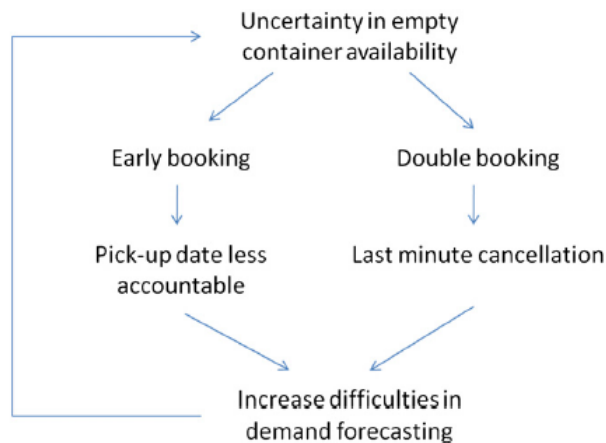 Uncertainty in empty
container availability
Early booking
Double booking
Pick-up date less
accountable
Last minute cancellation
Increase difficulties in
demand forecasting